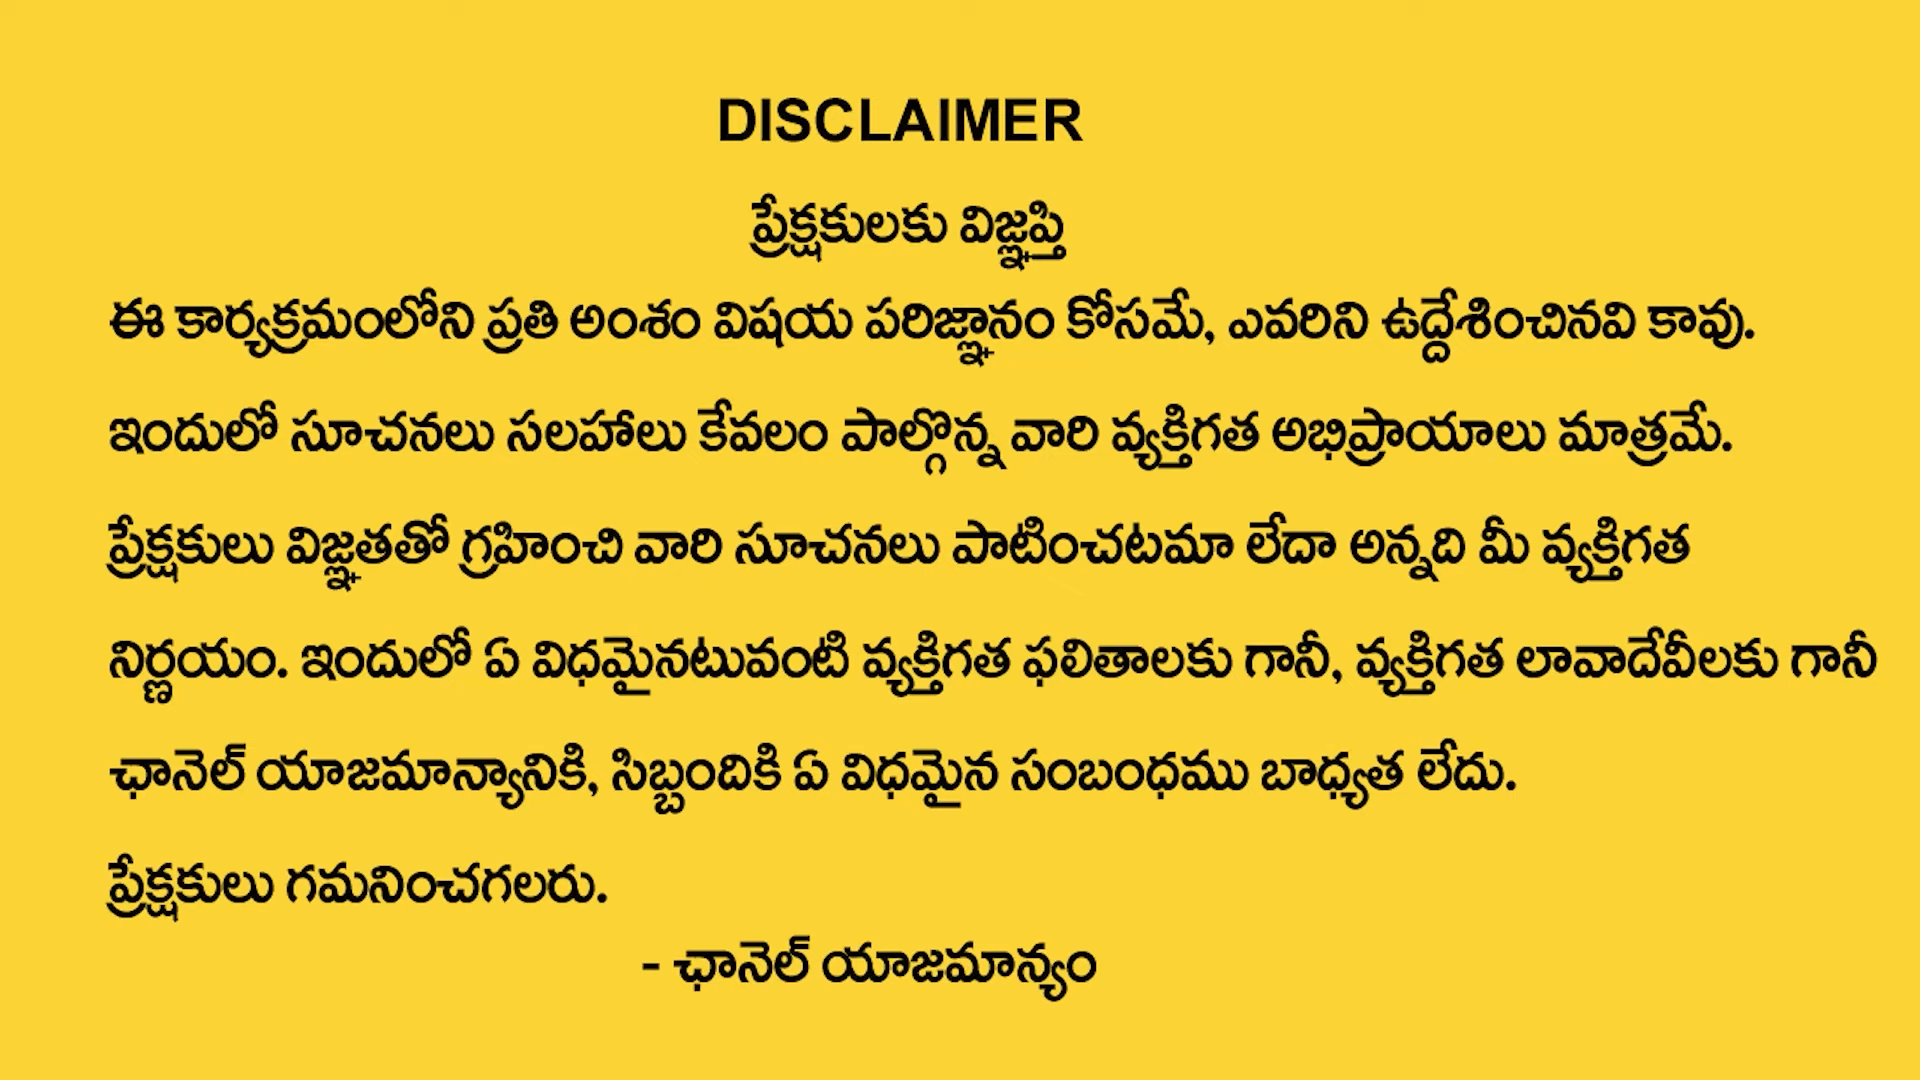 DISCLAIMER
ప్రేక్షకులకు విజ్ఞప్తి
ఈ కార్యక్రమంలోని ప్రతి అంశం విషయ పరిజ్ఞానం కోసమే, ఎవరిని ఉద్దేశించినవి కావు.
ఇందులో సూచనలు సలహాలు కేవలం పాల్గొన్న వారి వ్యక్తిగత అభిప్రాయాలు మాత్రమే.
ప్రేక్షకులు విజ్ఞతతో గ్రహించి వారి సూచనలు పాటించటమా లేదా అన్నది మీ వ్యక్తిగత
నిర్ణయం. ఇందులో ఏ విధమైనటువంటి వ్యక్తిగత ఫలితాలకు గానీ, వ్యక్తిగత లావాదేవీలకు గానీ
ఛానెల్ యాజమాన్యానికి, సిబ్బందికి ఏ విధమైన సంబంధము బాధ్యత లేదు.
ప్రేక్షకులు గమనించగలరు.
- ఛానెల్ యాజమాన్యం